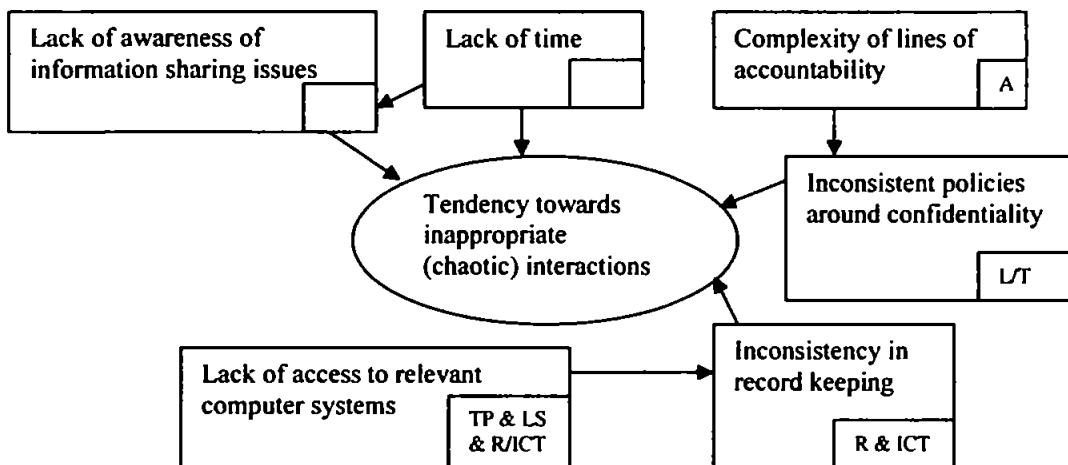 Lack of awareness of
information sharing issues
Lack of time
Complexity of lines of
accountability
A
Inconsistent policies
around confidentiality
L/T
Tendency towards
inappropriate
(chaotic) interactions
Lack of access to relevant
computer systems
TP & LS
& R/ICT
Inconsistency in
record keeping
R & ICT